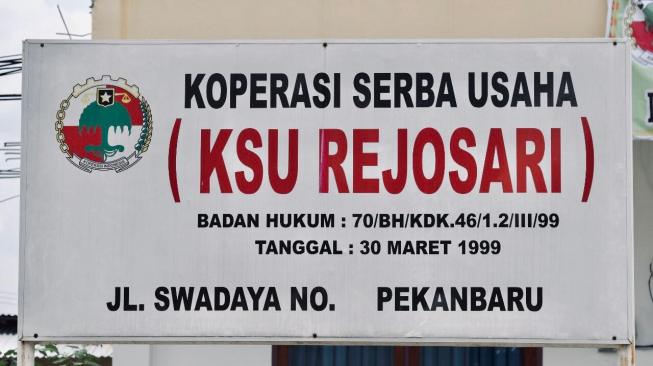 KOPERASI SERBA USAHA
( KSU REJOSARI )
BADAN HUKUM : 70/BH/KDK.46/1.2/III/99
TANGGAL : 30 MARET 1999
JL. SWADAYA NO. PEKANBARU